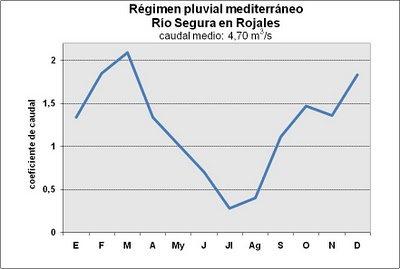 Régimen pluvial mediterráneo
Río Segura en Rojales
caudal medio: 4,70 m³/s
coeficiente de caudal
2
1,5
1
0,5
0
E F M A My J Jl Ag S O N D